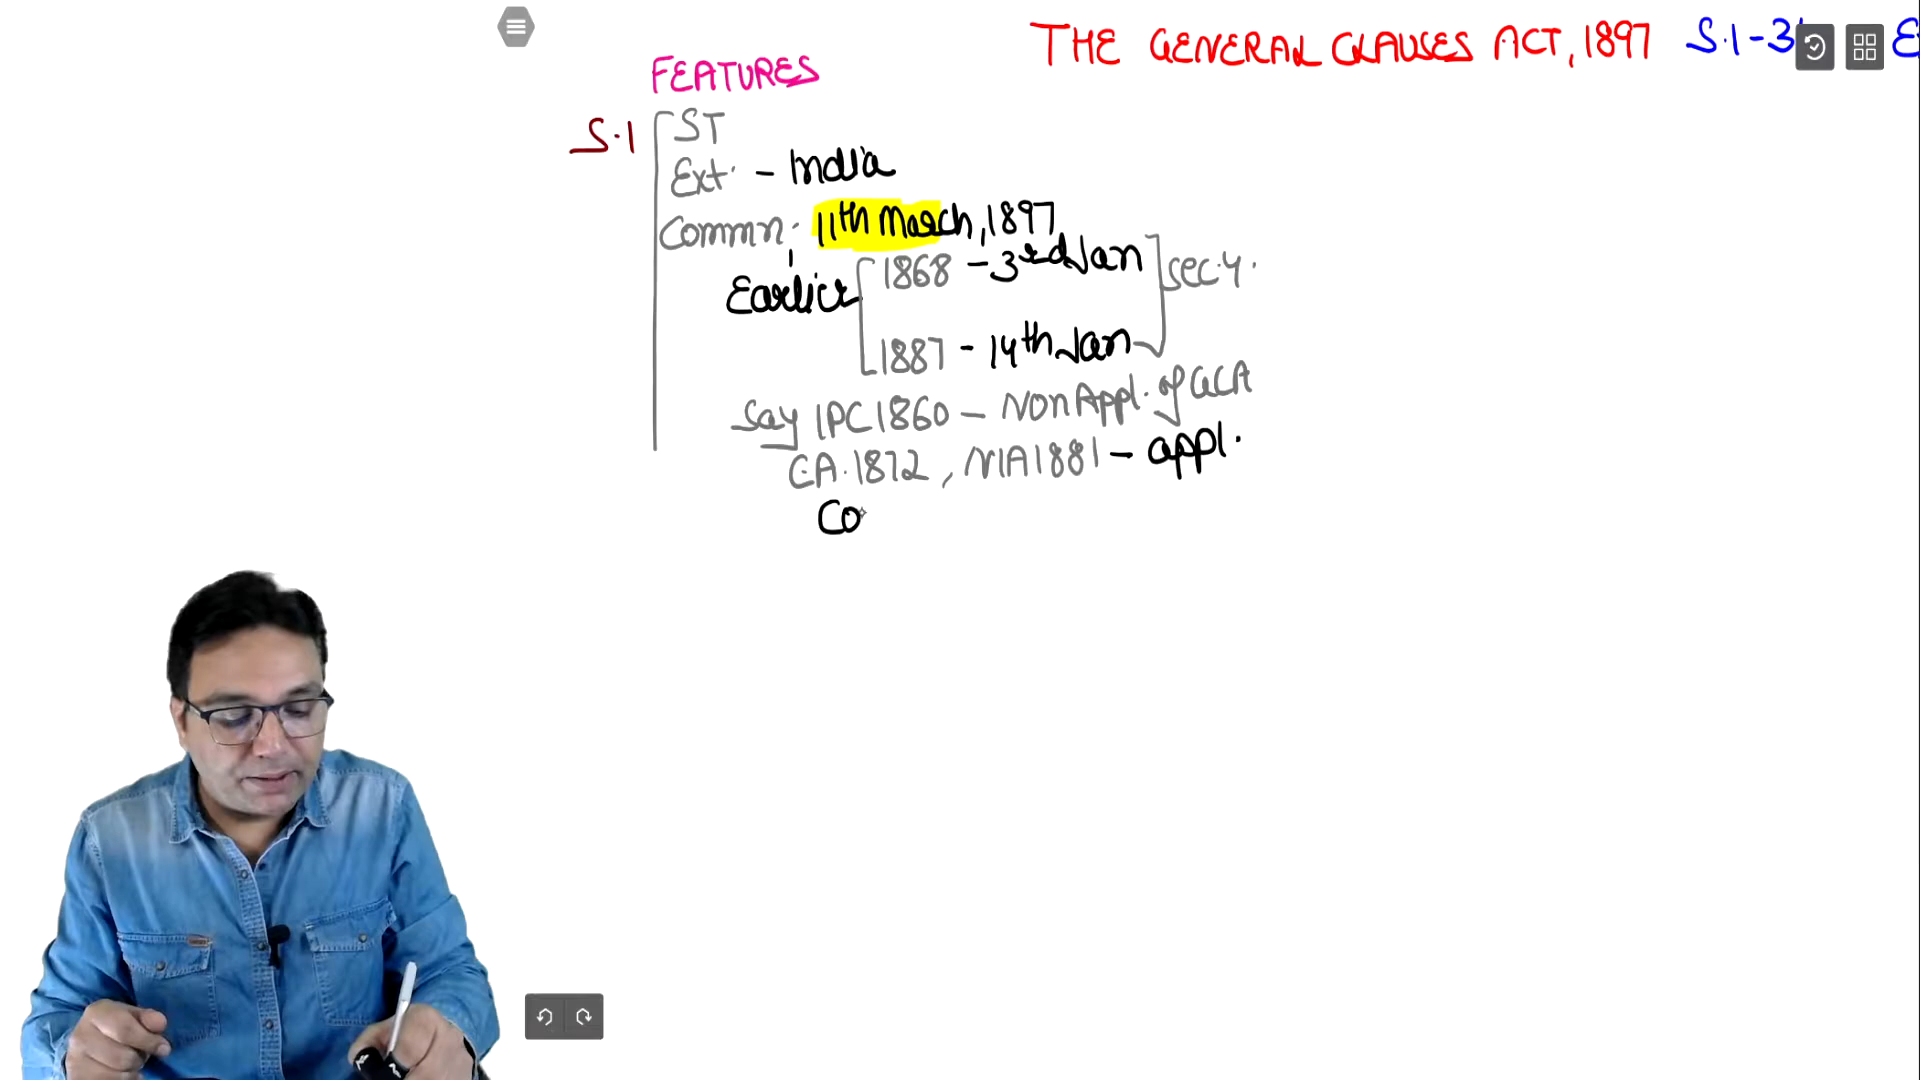 THE GENERAL CLAUSES ACT, 1897 S.1-3
FEATURES
S.1
ST
Ext. - India
Commn. 11th March, 1897
Earlier
1868 - 3rd Jan
Sec.4.
1887 - 14th Jan
Say IPC 1860 - Non Appl. of GCA
CA.1872, NIA 1881 - appl.
Co